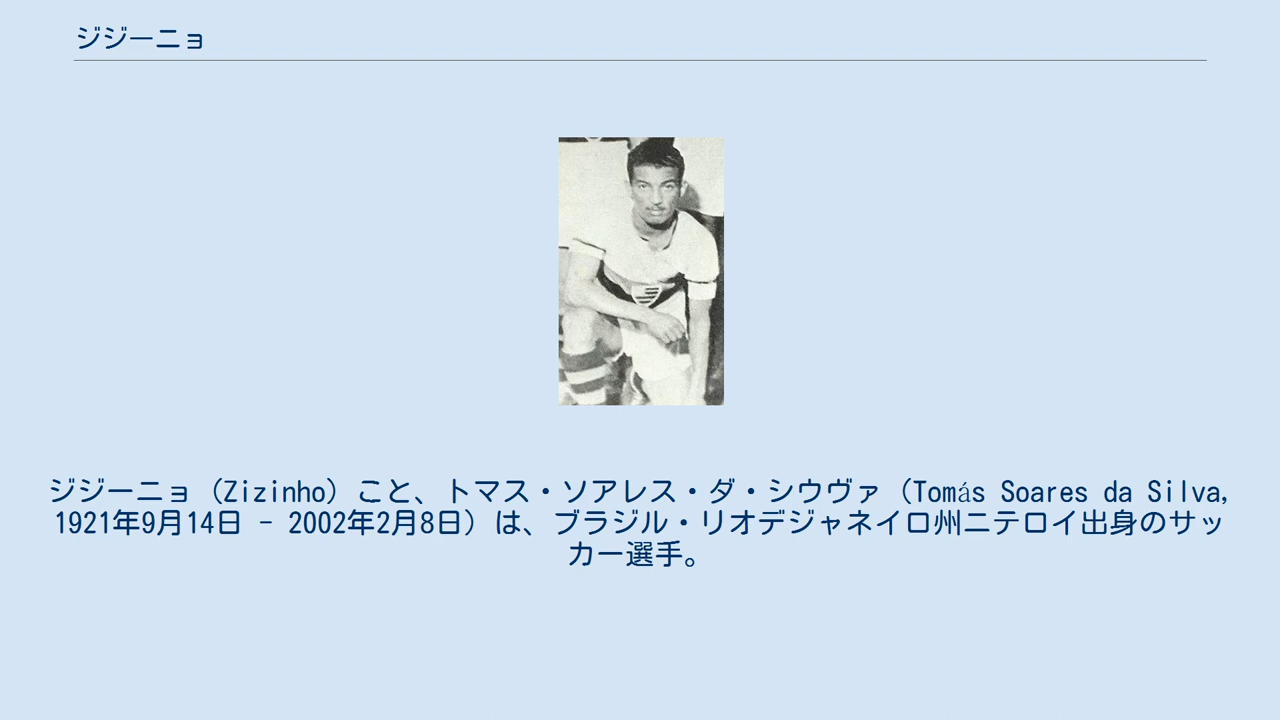 ジジーニョ
ジジーニョ（Zizinho）こと、トマス・ソアレス・ダ・シウヴァ（Tomás Soares da Silva,
1921年9月14日 - 2002年2月8日）は、ブラジル・リオデジャネイロ州ニテロイ出身のサッ
カー選手。